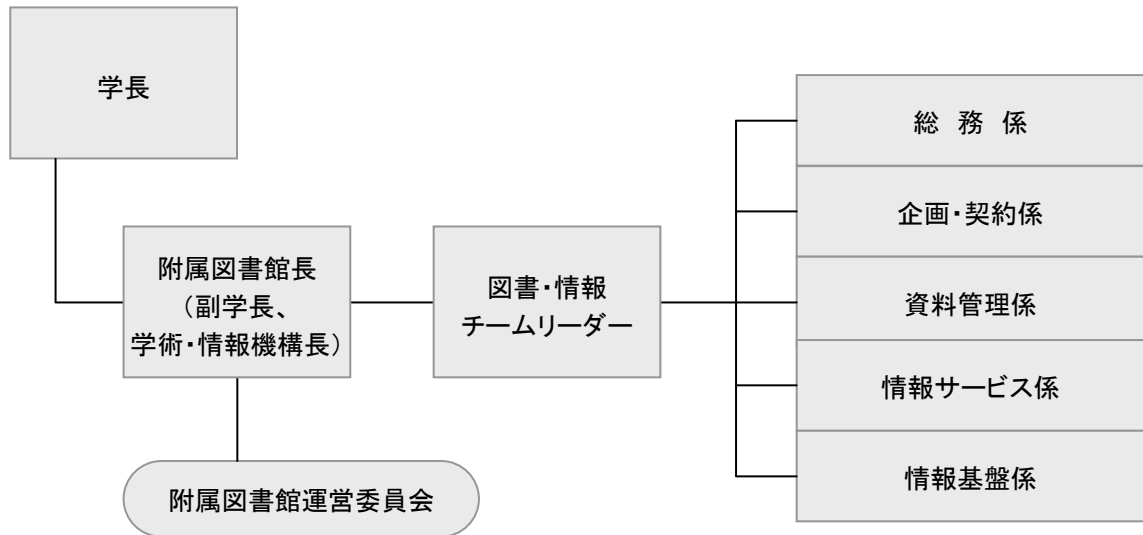 学長
附属図書館長
（副学長、
学術・情報機構長）
図書・情報
チームリーダー
附属図書館運営委員会
総 務 係
企画・契約係
資料管理係
情報サービス係
情報基盤係